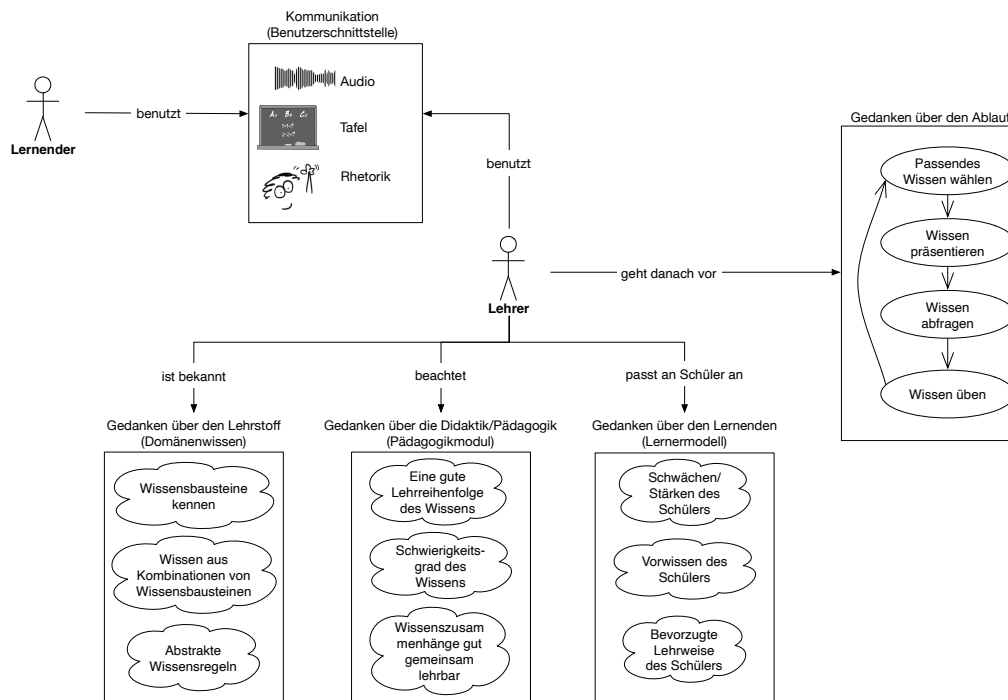 Kommunikation
(Benutzerschnittstelle)
Audio
Tafel
Rhetorik
benutzt
Lernender
benutzt
Lehrer
geht danach vor
Gedanken über den Ablauf
Passendes
Wissen wählen
Wissen
präsentieren
Wissen
abfragen
Wissen üben
ist bekannt
beachtet
passt an Schüler an
Gedanken über den Lehrstoff
(Domänenwissen)
Wissensbausteine
kennen
Wissen aus
Kombinationen von
Wissensbausteinen
Abstrakte
Wissensregeln
Gedanken über die Didaktik/Pädagogik
(Pädagogikmodul)
Eine gute
Lehrreihenfolge
des Wissens
Schwierigkeits-
grad des
Wissens
Wissenszusam
menhänge gut
gemeinsam
lehrbar
Gedanken über den Lernenden
(Lernermodell)
Schwächen/
Stärken des
Schülers
Vorwissen des
Schülers
Bevorzugte
Lehrweise
des Schülers